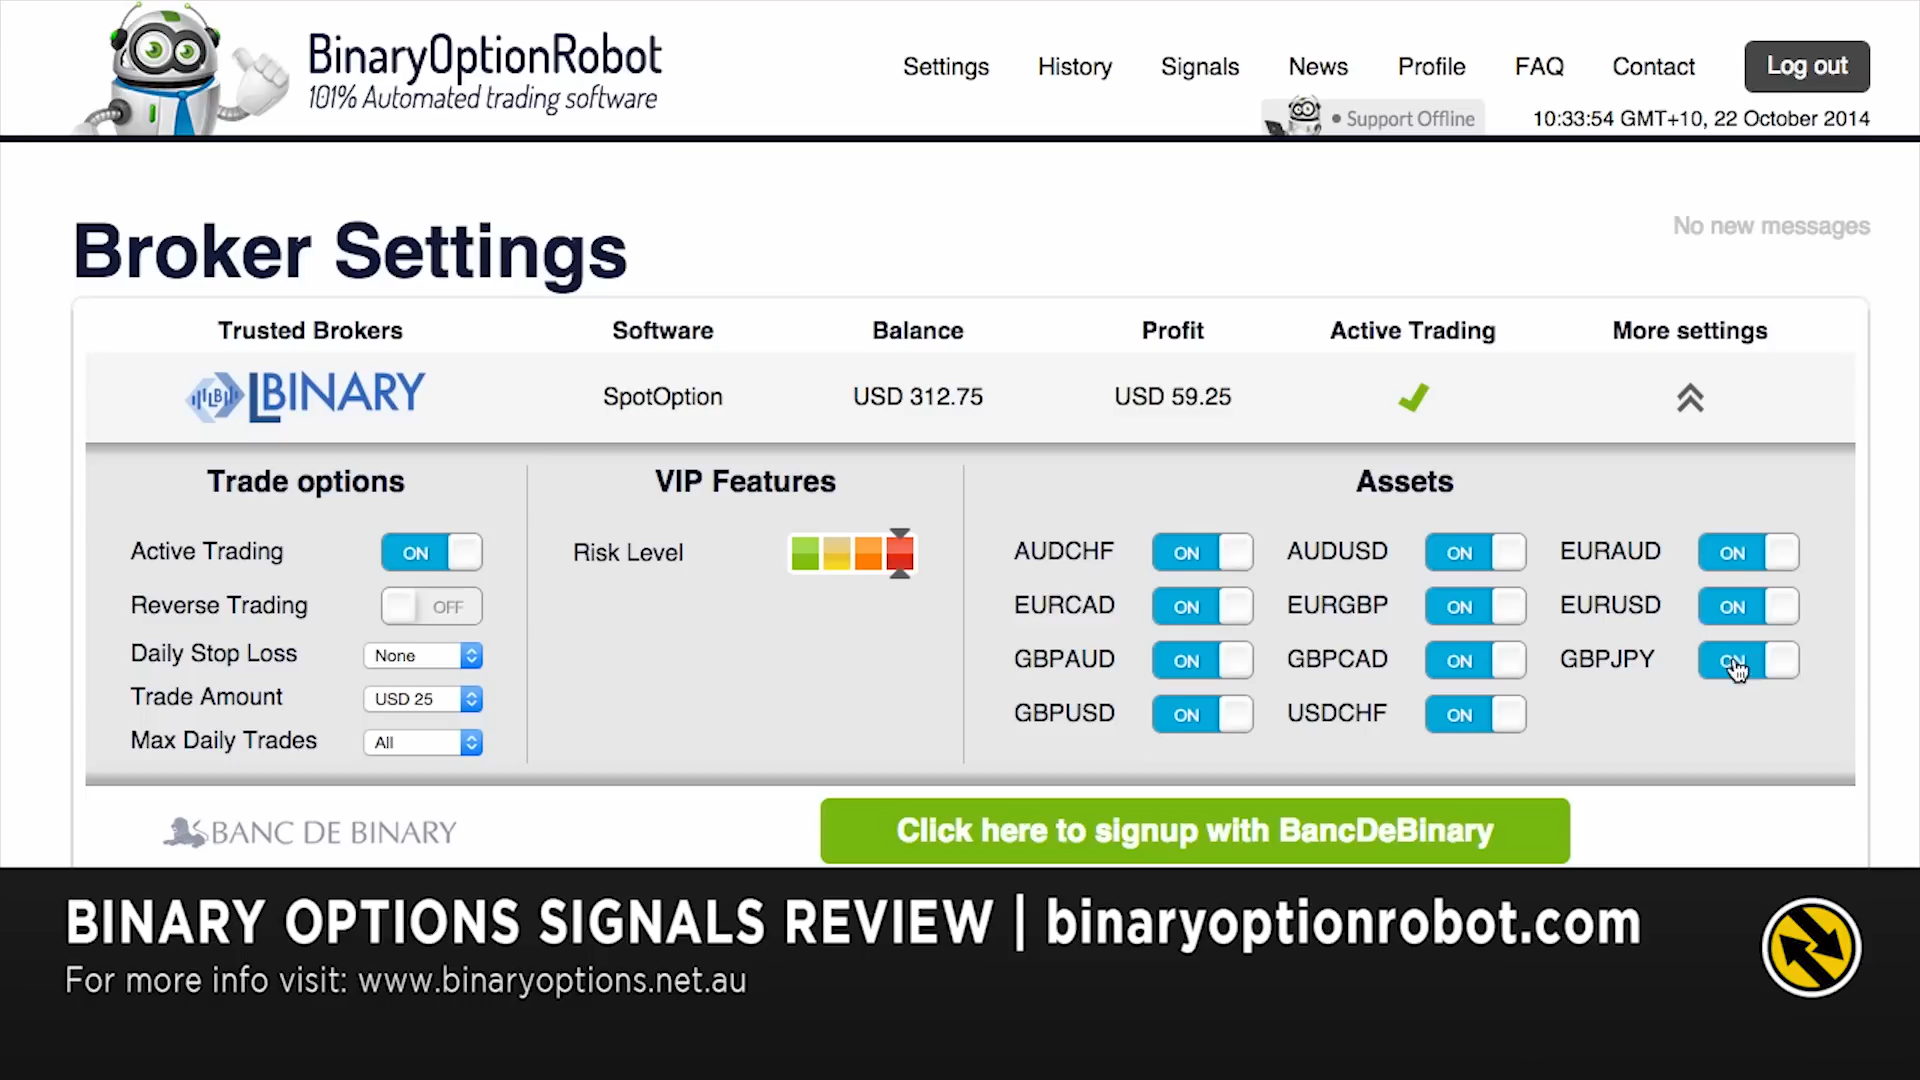 BinaryOptionRobot
101% Automated trading software
Settings History Signals News Profile FAQ Contact Log out
• Support Offline 10:33:54 GMT+10, 22 October 2014
No new messages
Broker Settings
Trusted Brokers Software Balance Profit Active Trading More settings
LB LBINARY SpotOption USD 312.75 USD 59.25
Trade options VIP Features Assets
Active Trading ON Risk Level AUDCHF ON AUDUSD ON EURAUD ON
Reverse Trading OFF EURCAD ON EURGBP ON EURUSD ON
Daily Stop Loss None GBPAUD ON GBPCAD ON GBPJPY ON
Trade Amount USD 25 GBPUSD ON USDCHF ON
Max Daily Trades All
BANC DE BINARY Click here to signup with BancDeBinary
BINARY OPTIONS SIGNALS REVIEW | binaryoptionrobot.com
For more info visit: www.binaryoptions.net.au